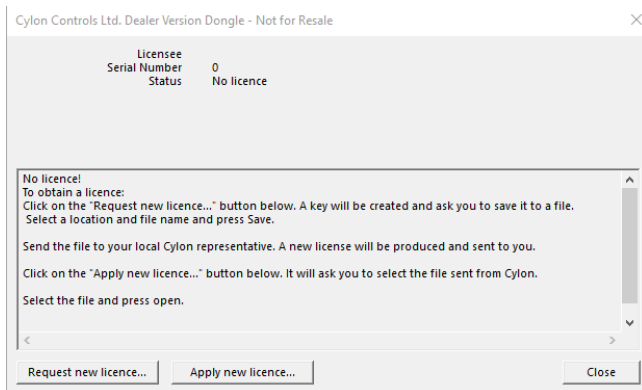 Cylon Controls Ltd. Dealer Version Dongle - Not for Resale
Licensee
Serial Number 0
Status No licence
No licence!
To obtain a licence:
Click on the "Request new licence..." button below. A key will be created and ask you to save it to a file.
Select a location and file name and press Save.
Send the file to your local Cylon representative. A new license will be produced and sent to you.
Click on the "Apply new licence..." button below. It will ask you to select the file sent from Cylon.
Select the file and press open.
Request new licence... Apply new licence... Close